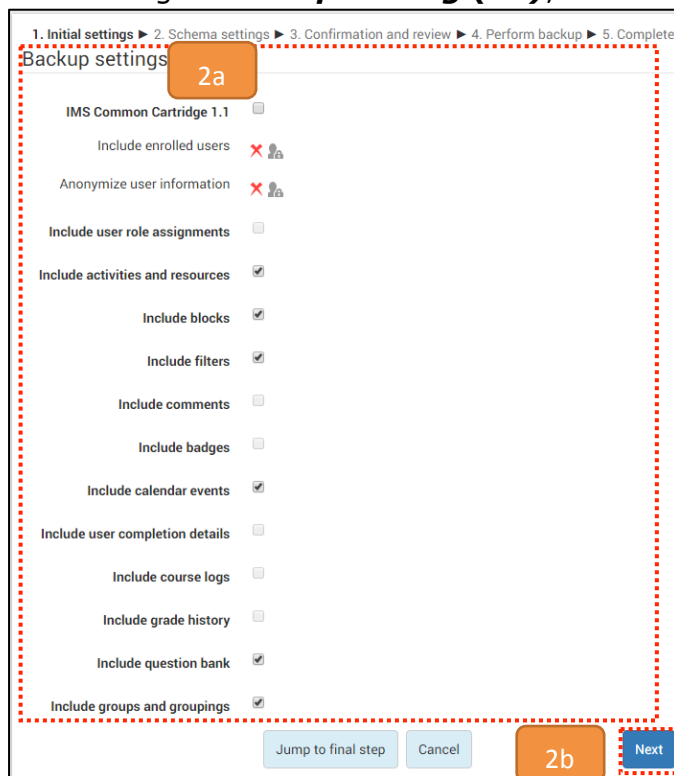 1. Initial settings ► 2. Schema settings ► 3. Confirmation and review ► 4. Perform backup ► 5. Complete
Backup settings
2a
IMS Common Cartridge 1.1
Include enrolled users
Anonymize user information
Include user role assignments
Include activities and resources
Include blocks
Include filters
Include comments
Include badges
Include calendar events
Include user completion details
Include course logs
Include grade history
Include question bank
Include groups and groupings
Jump to final step Cancel 2b Next